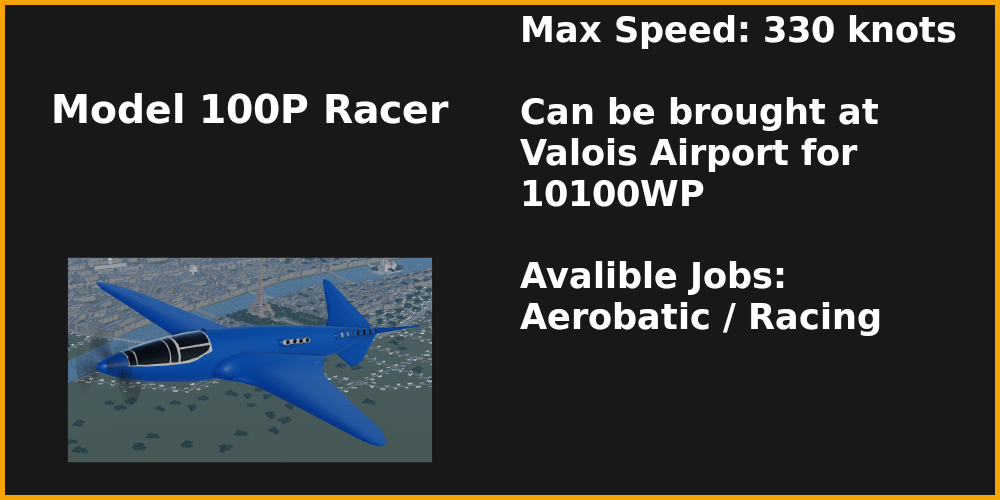 Model 100P Racer
Max Speed: 330 knots
Can be brought at
Valois Airport for
10100WP
Avalible Jobs:
Aerobatic / Racing